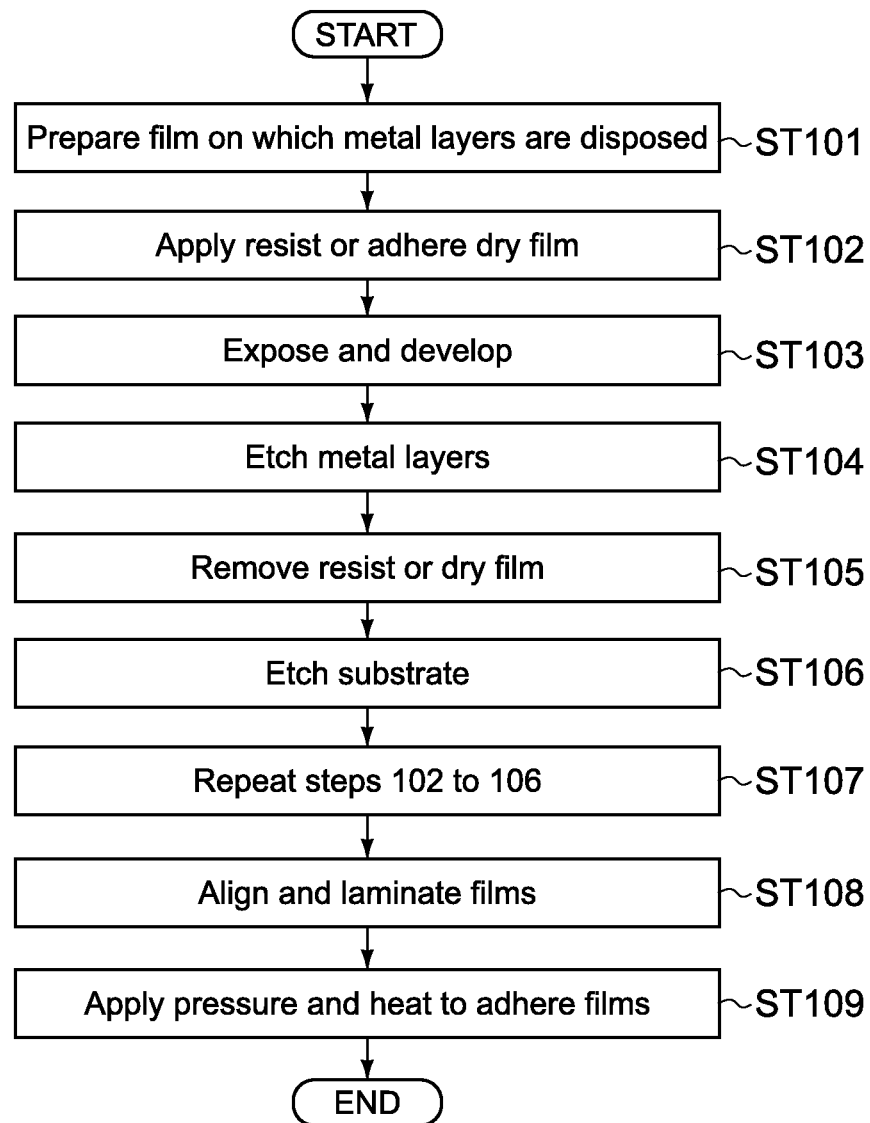 START
Prepare film on which metal layers are disposed ST101
Apply resist or adhere dry film ST102
Expose and develop ST103
Etch metal layers ST104
Remove resist or dry film ST105
Etch substrate ST106
Repeat steps 102 to 106 ST107
Align and laminate films ST108
Apply pressure and heat to adhere films ST109
END